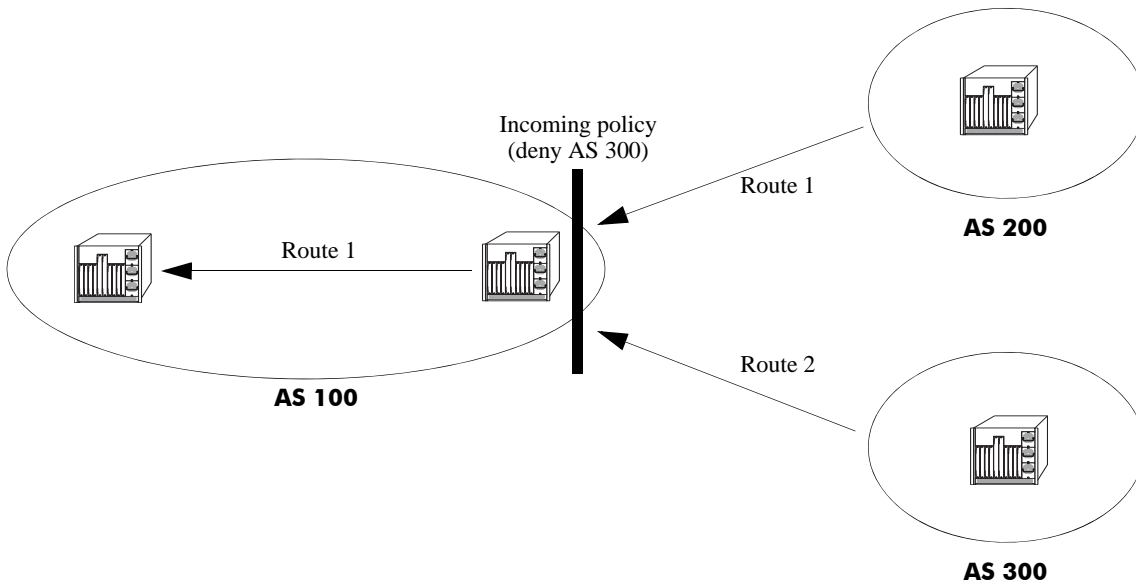 Incoming policy
(deny AS 300)
Route 1
AS 200
Route 1
Route 2
AS 100
AS 300